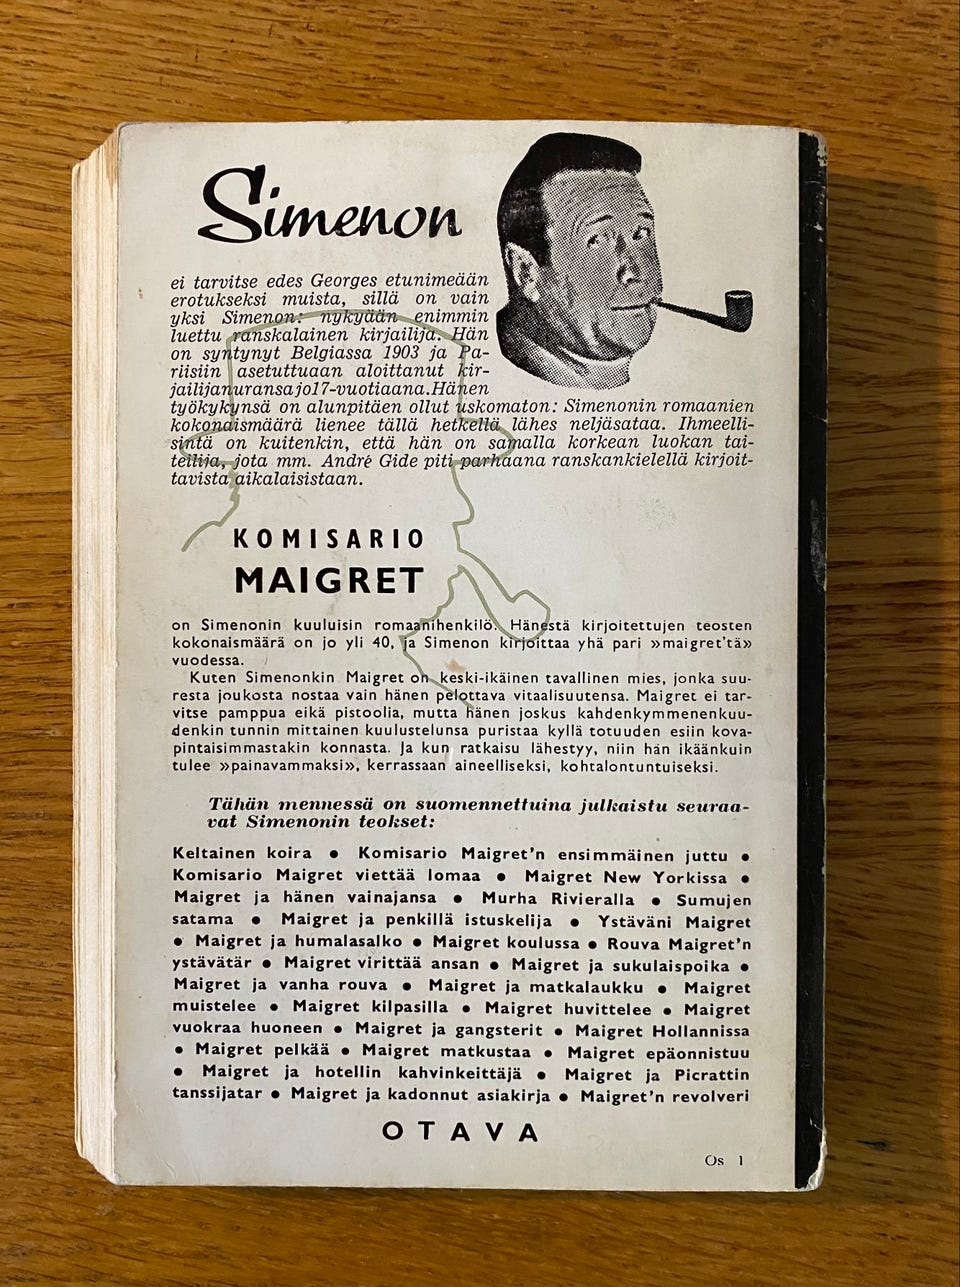 Simenon
ei tarvitse edes Georges etunimeään
erotukseksi muista, sillä on vain
yksi Simenon: nykyään enimmin
luettu ranskalainen kirjailija. Hän
on syntynyt Belgiassa 1903 ja Pa-
riisiin asetuttuaan aloittanut kir-
jailijanuransa jo 17-vuotiaana. Hänen
työkykynsä on alunpitäen ollut uskomaton: Simenonin romaanien
kokonaismäärä lienee tällä hetkellä lähes neljäsataa. Ihmeelli-
sintä on kuitenkin, että hän on samalla korkean luokan tai-
teilija, jota mm. André Gide piti parhaana ranskankielellä kirjoit-
tavista aikalaisistaan.
KOMISARIO
MAIGRET
on Simenonin kuuluisin romaanihenkilö. Hänestä kirjoitettujen teosten
kokonaismäärä on jo yli 40, ja Simenon kirjoittaa yhä pari »maigret'tä»
vuodessa.
Kuten Simenonkin Maigret on keski-ikäinen tavallinen mies, jonka suu-
resta joukosta nostaa vain hänen pelottava vitaalisuutensa. Maigret ei tar-
vitse pamppua eikä pistoolia, mutta hänen joskus kahdenkymmenenkuu-
denkin tunnin mittainen kuulustelunsa puristaa kyllä totuuden esiin kova-
pintaisimmastakin konnasta. Ja kun ratkaisu lähestyy, niin hän ikäänkuin
tulee »painavammaksi», kerrassaan aineelliseksi, kohtalontuntuiseksi.
Tähän mennessä on suomennettuina julkaistu seuraa-
vat Simenonin teokset:
Keltainen koira • Komisario Maigret'n ensimmäinen juttu •
Komisario Maigret viettää lomaa • Maigret New Yorkissa •
Maigret ja hänen vainajansa • Murha Rivieralla • Sumujen
satama • Maigret ja penkillä istuskelija • Ystäväni Maigret
• Maigret ja humalasalko • Maigret koulussa • Rouva Maigret'n
ystävätär • Maigret virittää ansan • Maigret ja sukulaispoika •
Maigret ja vanha rouva • Maigret ja matkalaukku • Maigret
muistelee • Maigret kilpasilla • Maigret huvittelee • Maigret
vuokraa huoneen • Maigret ja gangsterit • Maigret Hollannissa
• Maigret pelkää • Maigret matkustaa • Maigret epäonnistuu
• Maigret ja hotellin kahvinkeittäjä • Maigret ja Picrattin
tanssijatar • Maigret ja kadonnut asiakirja • Maigret'n revolveri
OTAVA
Os 1